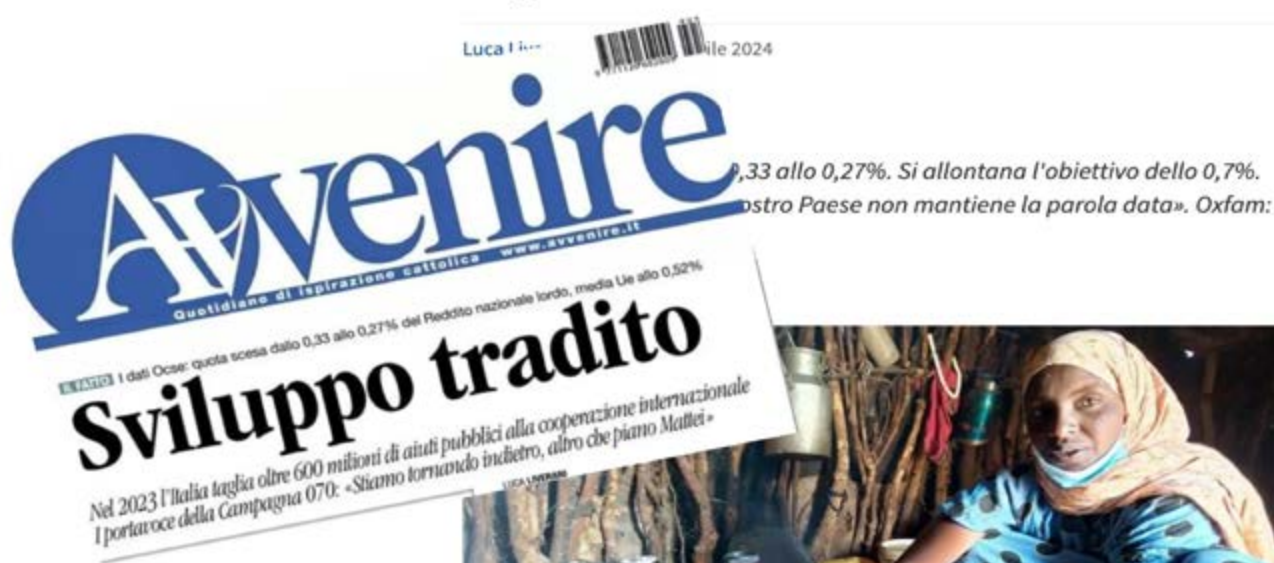 Luca
ile 2024
Avvenire
Quotidiano di ispirazione cattolica www.avvenire.it
,33 allo 0,27%. Si allontana l'obiettivo dello 0,7%.
ostro Paese non mantiene la parola data». Oxfam:
IL FATTO I dati Ocse: quota scesa dallo 0,33 allo 0,27% del Reddito nazionale lordo, media Ue allo 0,52%
Sviluppo tradito
Nel 2023 l'Italia taglia oltre 600 milioni di aiuti pubblici alla cooperazione internazionale
I portavoce della Campagna 070: «Stiamo tornando indietro, altro che piano Mattei»
LUCA LIVERANI